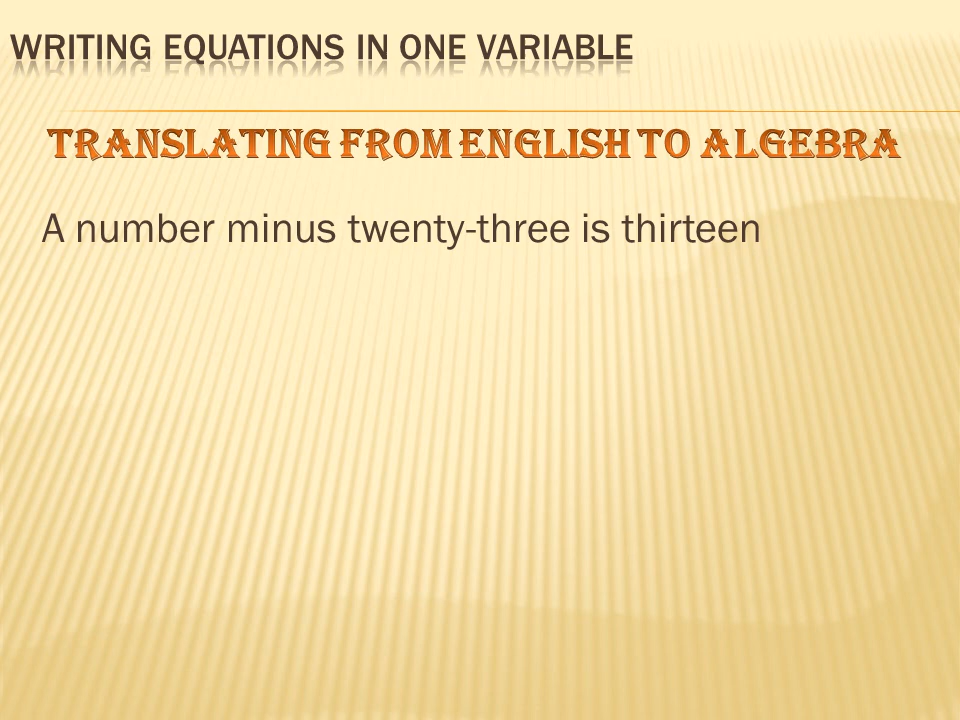 WRITING EQUATIONS IN ONE VARIABLE
TRANSLATING FROM ENGLISH TO ALGEBRA
A number minus twenty-three is thirteen